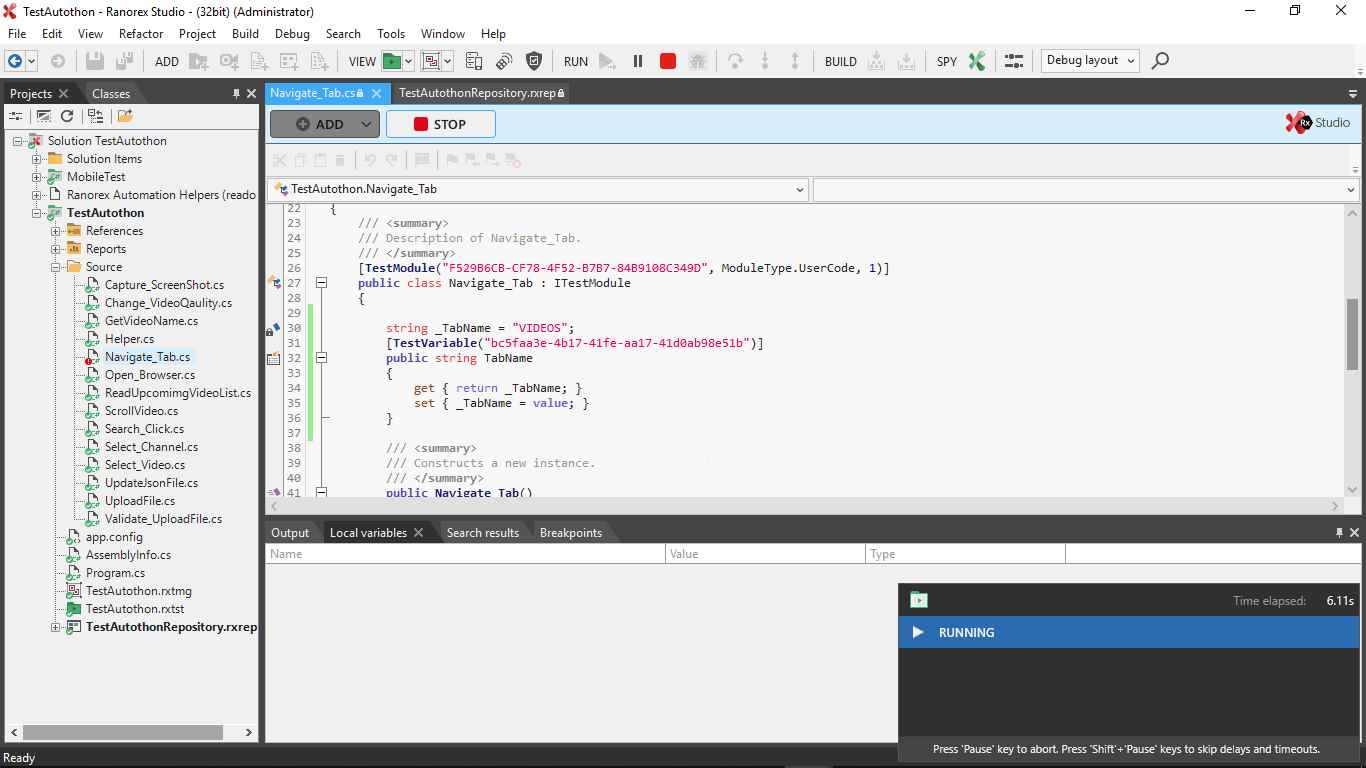 TestAutothon - Ranorex Studio - (32bit) (Administrator)
File Edit View Refactor Project Build Debug Search Tools Window Help
ADD VIEW RUN BUILD SPY Debug layout
Projects Classes
Navigate_Tab.cs TestAutothonRepository.rxrep
ADD STOP Rx Studio
TestAutothon.Navigate_Tab
Solution TestAutothon
Solution Items
MobileTest
Ranorex Automation Helpers (reado
TestAutothon
References
Reports
Source
Capture_ScreenShot.cs
Change_VideoQaulity.cs
GetVideoName.cs
Helper.cs
Navigate_Tab.cs
Open_Browser.cs
ReadUpcomimgVideoList.cs
ScrollVideo.cs
Search_Click.cs
Select_Channel.cs
Select_Video.cs
UpdateJsonFile.cs
UploadFile.cs
Validate_UploadFile.cs
app.config
AssemblyInfo.cs
Program.cs
TestAutothon.rxtmg
TestAutothon.rxtst
TestAutothonRepository.rxrep
22 {
23 /// <summary>
24 /// Description of Navigate_Tab.
25 /// </summary>
26 [TestModule("F529B6CB-CF78-4F52-B7B7-84B9108C349D", ModuleType.UserCode, 1)]
27 public class Navigate_Tab : ITestModule
28 {
29
30 string _TabName = "VIDEOS";
31 [TestVariable("bc5faa3e-4b17-41fe-aa17-41d0ab98e51b")]
32 public string TabName
33 {
34 get { return _TabName; }
35 set { _TabName = value; }
36 }
37
38 /// <summary>
39 /// Constructs a new instance.
40 /// </summary>
41 public Navigate_Tab()
Output Local variables Search results Breakpoints
Name Value Type
Time elapsed: 6.11s
RUNNING
Press 'Pause' key to abort. Press 'Shift'+'Pause' keys to skip delays and timeouts.
Ready